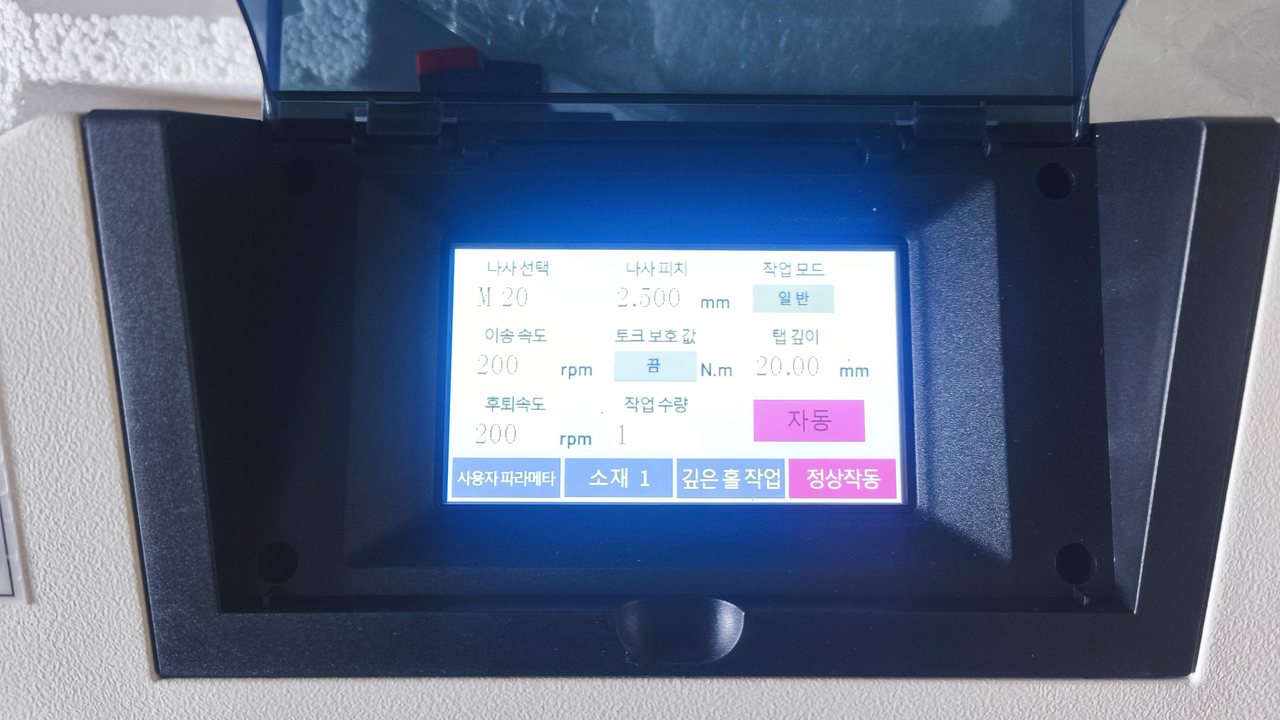 나사 선택 나사 피치 작업 모드
M 20 2.500 mm 일반
이송 속도 토크 보호 값 탭 깊이
200 rpm 끔 N.m 20.00 mm
후퇴속도 작업 수량
200 rpm 1 자동
사용자 파라메타 소재 1 깊은 홀 작업 정상작동